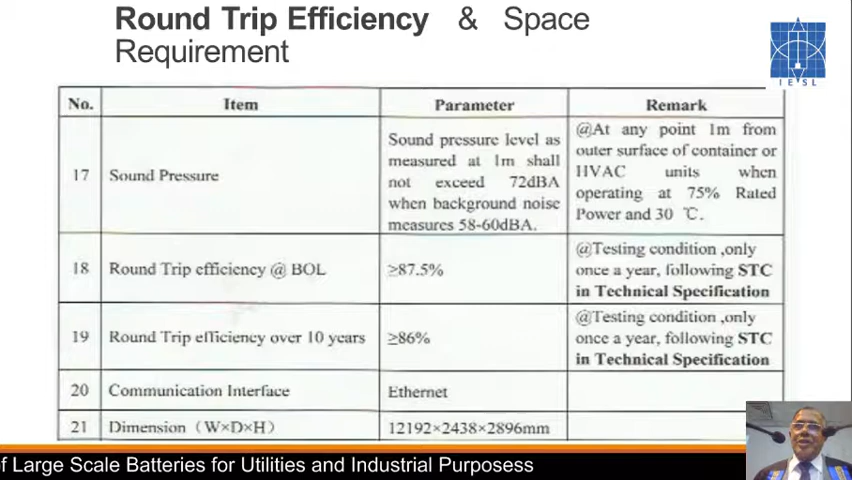 Round Trip Efficiency & Space
Requirement
IESL
No. Item Parameter Remark
17 Sound Pressure Sound pressure level as measured at 1m shall not exceed 72dBA when background noise measures 58-60dBA. @At any point 1m from outer surface of container or HVAC units when operating at 75% Rated Power and 30 ℃.
18 Round Trip efficiency @ BOL ≥87.5% @Testing condition ,only once a year, following STC in Technical Specification
19 Round Trip efficiency over 10 years ≥86% @Testing condition ,only once a year, following STC in Technical Specification
20 Communication Interface Ethernet
21 Dimension (W×D×H) 12192×2438×2896mm
of Large Scale Batteries for Utilities and Industrial Purposess